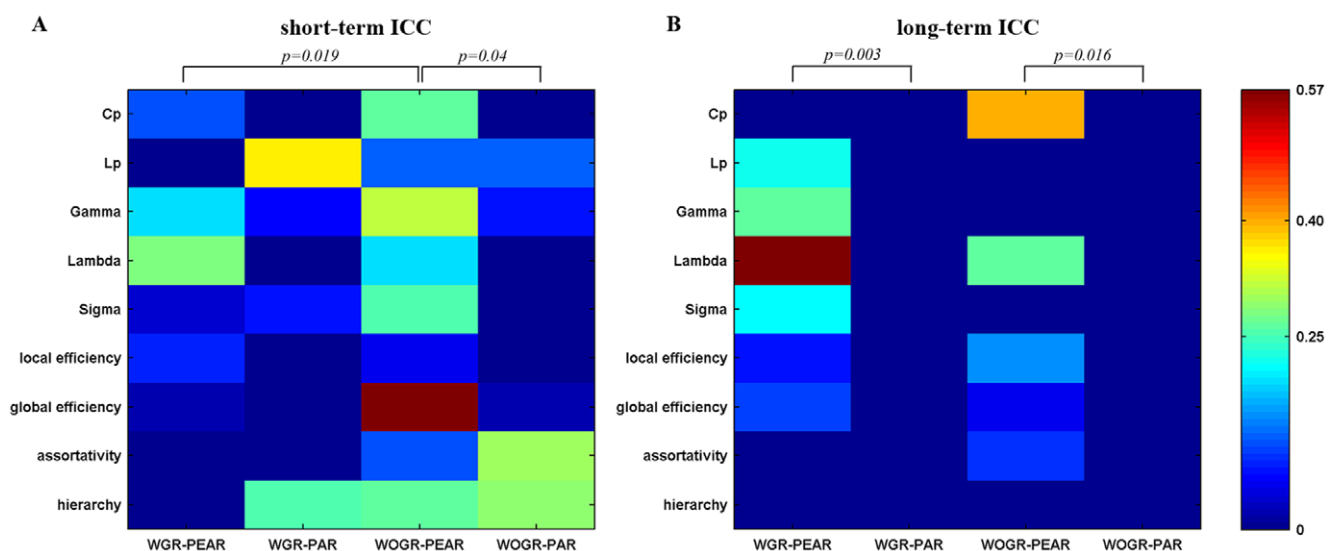 A short-term ICC
p=0.019 p=0.04
Cp
Lp
Gamma
Lambda
Sigma
local efficiency
global efficiency
assortativity
hierarchy
WGR-PEAR WGR-PAR WOGR-PEAR WOGR-PAR
B long-term ICC
p=0.003 p=0.016
Cp
Lp
Gamma
Lambda
Sigma
local efficiency
global efficiency
assortativity
hierarchy
WGR-PEAR WGR-PAR WOGR-PEAR WOGR-PAR
0.57
0.40
0.25
0